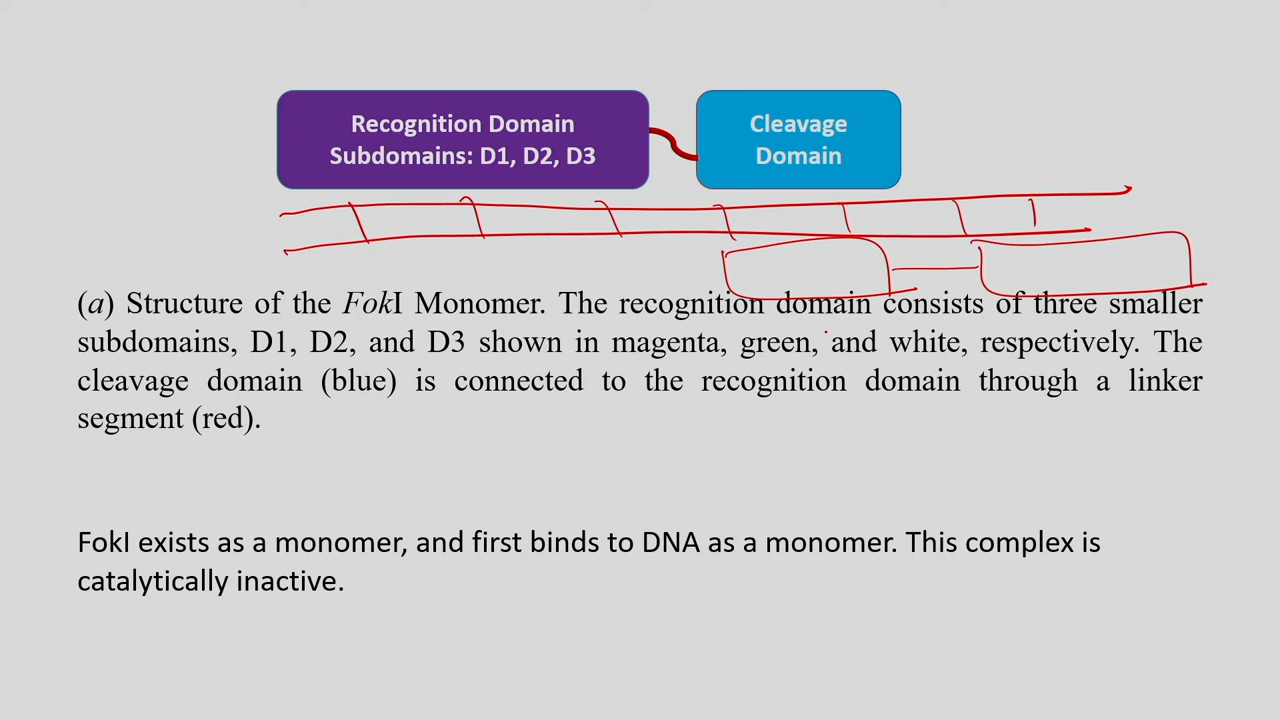 Recognition Domain
Subdomains: D1, D2, D3
Cleavage
Domain
(a) Structure of the FokI Monomer. The recognition domain consists of three smaller
subdomains, D1, D2, and D3 shown in magenta, green, and white, respectively. The
cleavage domain (blue) is connected to the recognition domain through a linker
segment (red).
FokI exists as a monomer, and first binds to DNA as a monomer. This complex is
catalytically inactive.